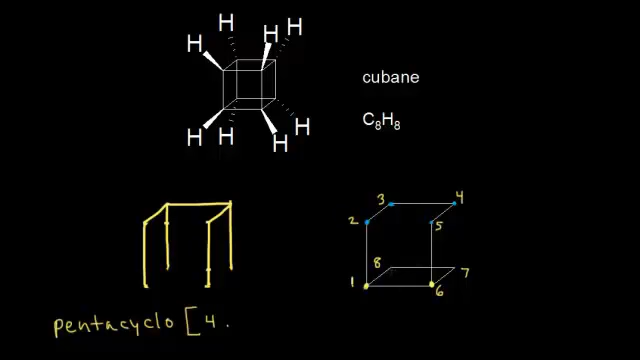 H H
H H
cubane
C₈H₈
H H H H
3 4
2 5
8 7
1 6
pentacyclo [4.